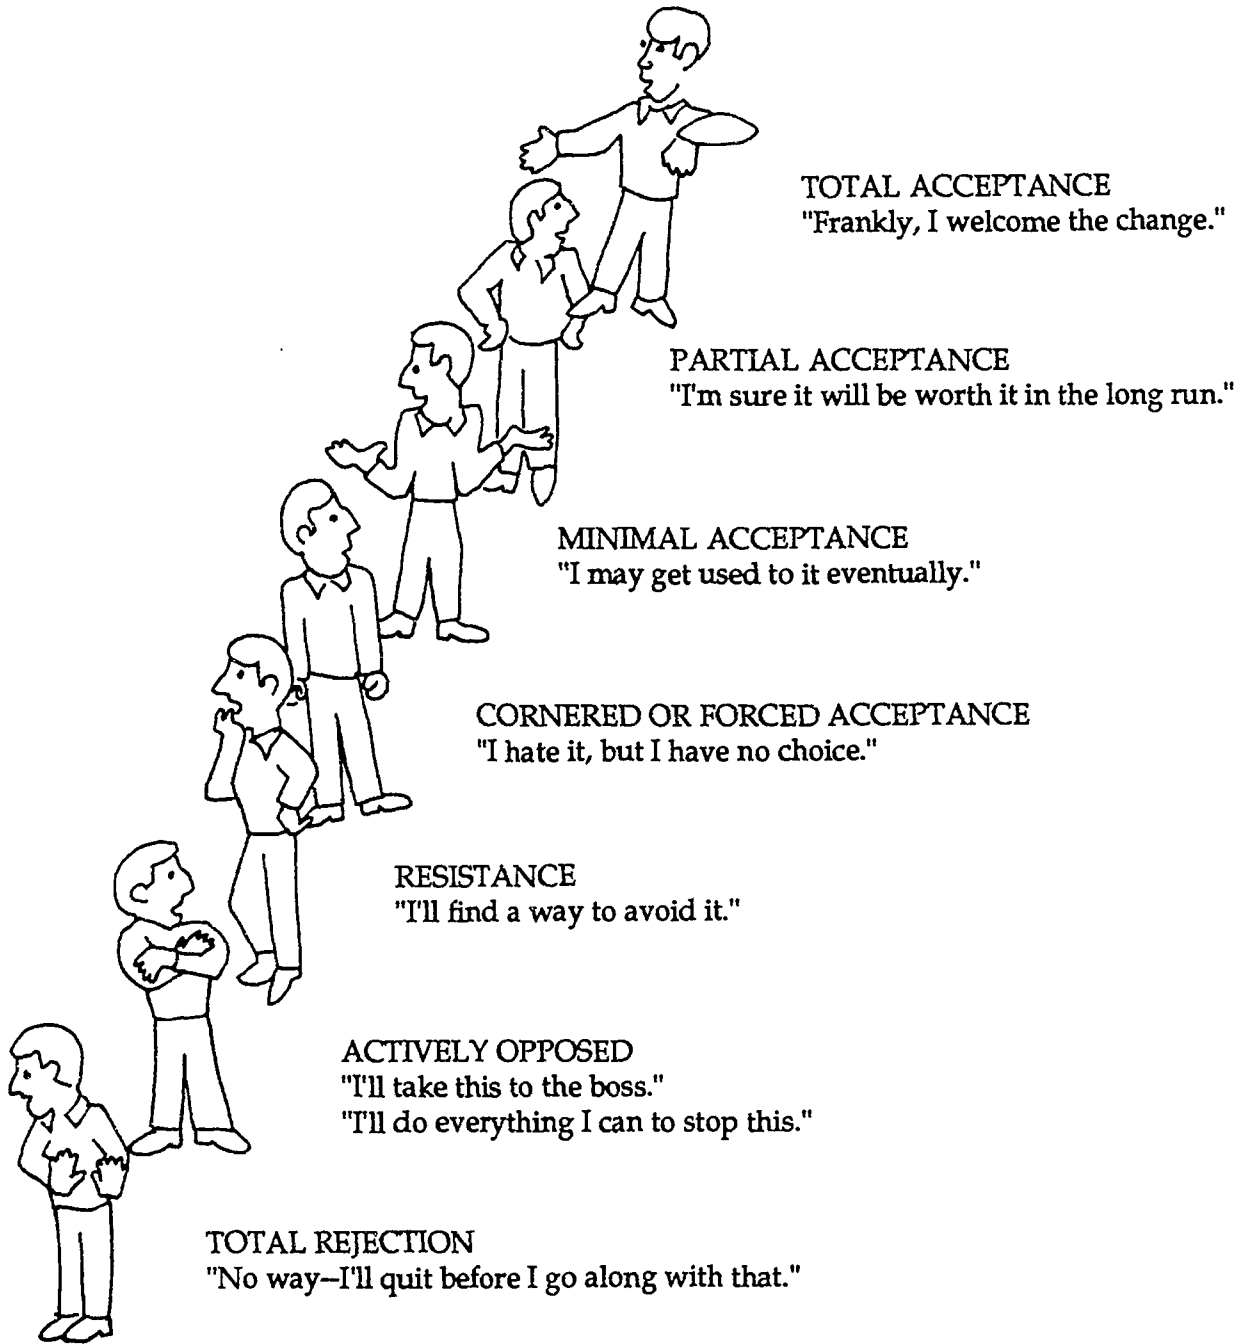 TOTAL ACCEPTANCE
"Frankly, I welcome the change."
PARTIAL ACCEPTANCE
"I'm sure it will be worth it in the long run."
MINIMAL ACCEPTANCE
"I may get used to it eventually."
CORNERED OR FORCED ACCEPTANCE
"I hate it, but I have no choice."
RESISTANCE
"I'll find a way to avoid it."
ACTIVELY OPPOSED
"I'll take this to the boss."
"I'll do everything I can to stop this."
TOTAL REJECTION
"No way—I'll quit before I go along with that."